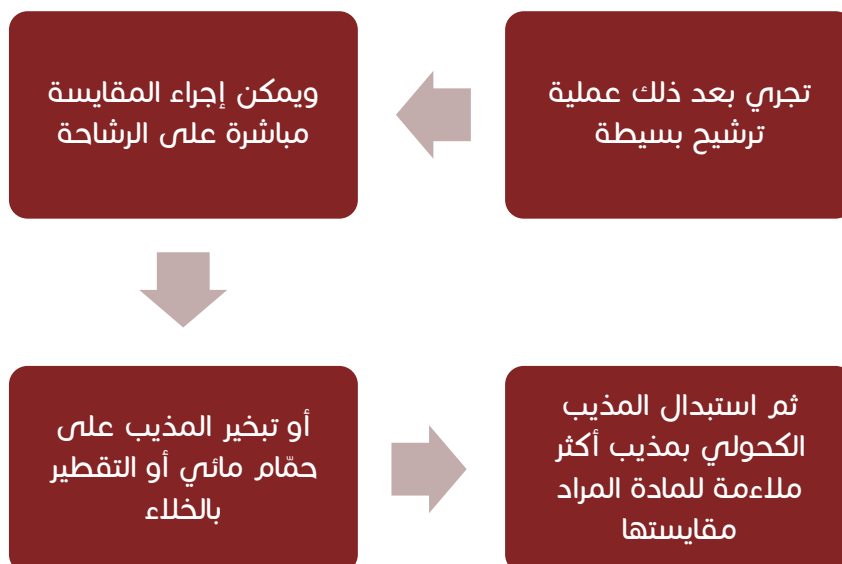 تجري بعد ذلك عملية
ترشيح بسيطة
ويمكن إجراء المقايسة
مباشرة على الرشاحة
أو تبخير المذيب على
حمّام مائي أو التقطير
بالخلاء
ثم استبدال المذيب
الكحولي بمذيب أكثر
ملاءمة للمادة المراد
مقايستها